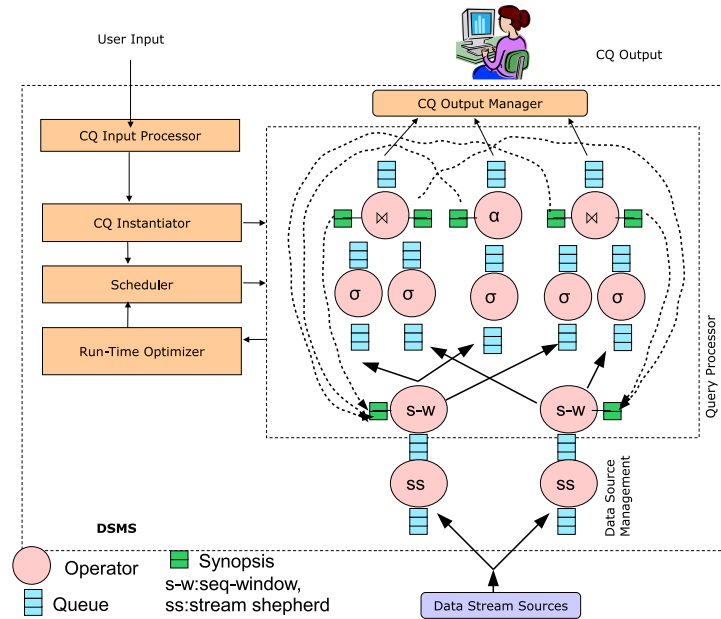 User Input
CQ Output
CQ Output Manager
CQ Input Processor
CQ Instantiator
Scheduler
Run-Time Optimizer
⋈
α
⋈
σ
σ
σ
σ
σ
s-w
s-w
Query Processor
ss
ss
Data Source
Management
DSMS
Operator
Synopsis
s-w:seq-window,
ss:stream shepherd
Queue
Data Stream Sources